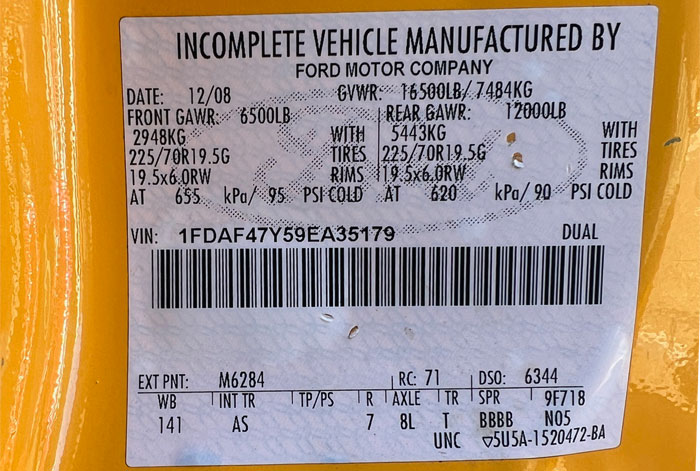 INCOMPLETE VEHICLE MANUFACTURED BY
FORD MOTOR COMPANY
DATE: 12/08 GVWR: 16500LB/ 7484KG
FRONT GAWR: 6500LB REAR GAWR: 12000LB
2948KG WITH 5443KG WITH
225/70R19.5G TIRES 225/70R19.5G TIRES
19.5x6.0RW RIMS 19.5x6.0RW RIMS
AT 655 kPa/ 95 PSI COLD AT 620 kPa/ 90 PSI COLD
VIN: 1FDAF47Y59EA35179 DUAL
EXT PNT: M6284 RC: 71 DSO: 6344
WB INT TR TP/PS R AXLE TR SPR 9F718
141 AS 7 8L T BBBB N05
UNC ▽5U5A-1520472-BA